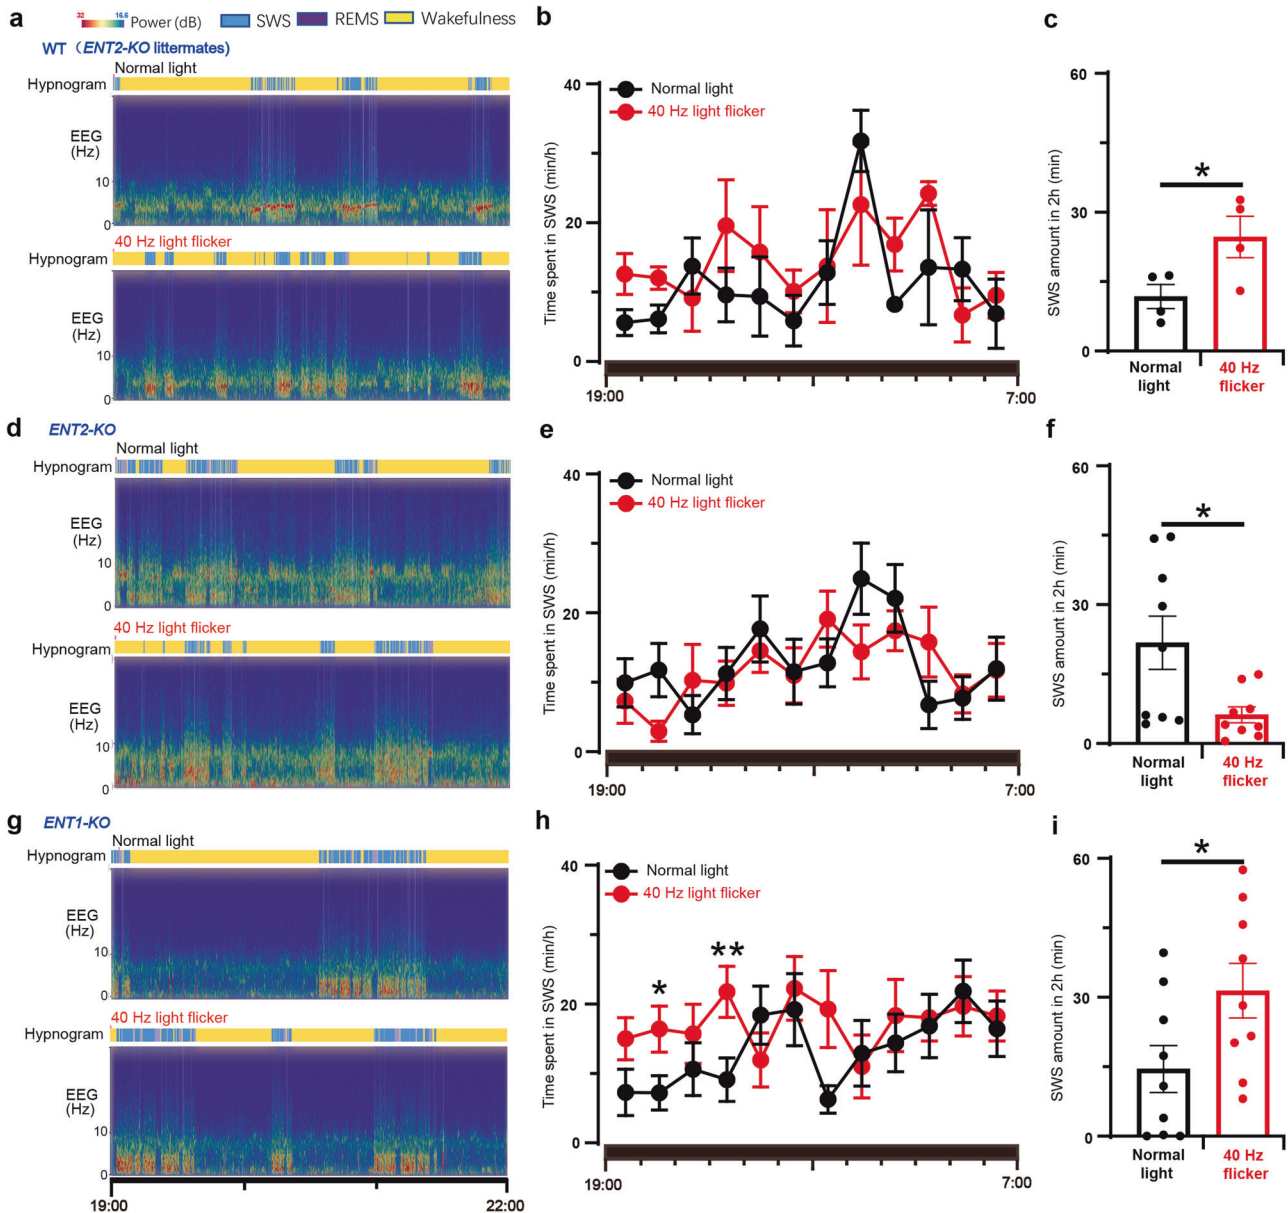 a
32 16.6 Power (dB) SWS REMS Wakefulness
WT (ENT2-KO littermates)
Normal light
Hypnogram
EEG
(Hz)
10
0
40 Hz light flicker
Hypnogram
EEG
(Hz)
10
0
b
Normal light
40 Hz light flicker
Time spent in SWS (min/h)
40
20
0
19:00 7:00
c
SWS amount in 2h (min)
60
30
0
*
Normal
light
40 Hz
flicker
d
ENT2-KO
Normal light
Hypnogram
EEG
(Hz)
10
0
40 Hz light flicker
Hypnogram
EEG
(Hz)
10
0
e
Normal light
40 Hz light flicker
Time spent in SWS (min/h)
40
20
0
19:00 7:00
f
SWS amount in 2h (min)
60
30
0
*
Normal
light
40 Hz
flicker
g
ENT1-KO
Normal light
Hypnogram
EEG
(Hz)
10
0
40 Hz light flicker
Hypnogram
EEG
(Hz)
10
0
19:00 22:00
h
Normal light
40 Hz light flicker
Time spent in SWS (min/h)
40
20
0
* **
19:00 7:00
i
SWS amount in 2h (min)
60
30
0
*
Normal
light
40 Hz
flicker